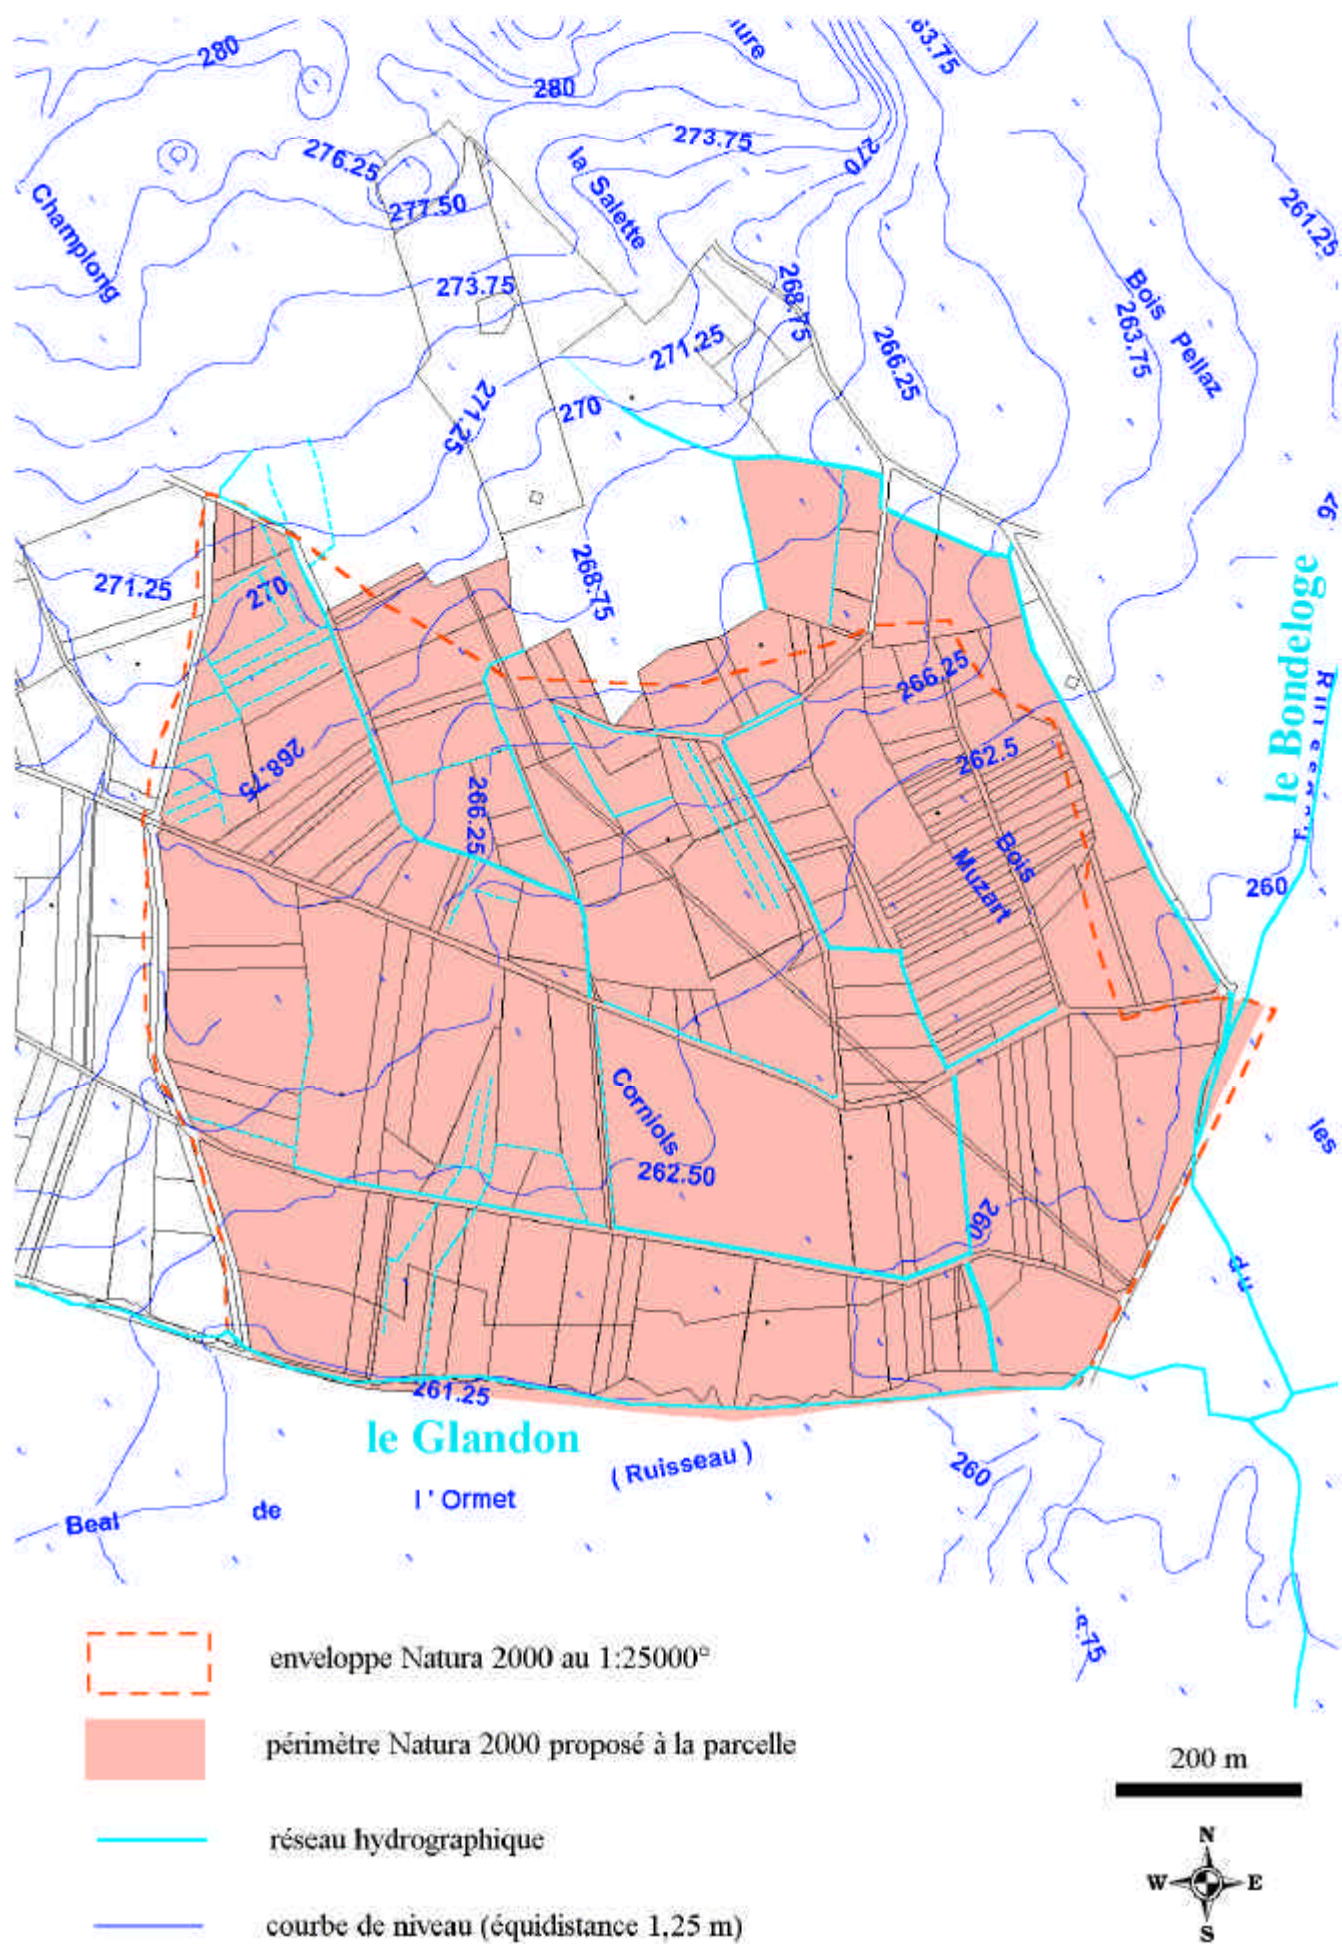 280
280
63.75
276.25
273.75
270
la Salette
Champlong
277.50
261.25
273.75
268.75
Bois Pellaz
263.75
271.25
266.25
271.25
270
268.75
271.25
270
le Bondeloge
266.25
268.75
262.5
266.25
Bois
Muzart
260
Corniols
262.50
les
260
du
261.25
le Glandon
( Ruisseau )
260
l ' Ormet
de
Beal
enveloppe Natura 2000 au 1:25000°
périmètre Natura 2000 proposé à la parcelle
200 m
réseau hydrographique
N
W E
S
courbe de niveau (équidistance 1,25 m)